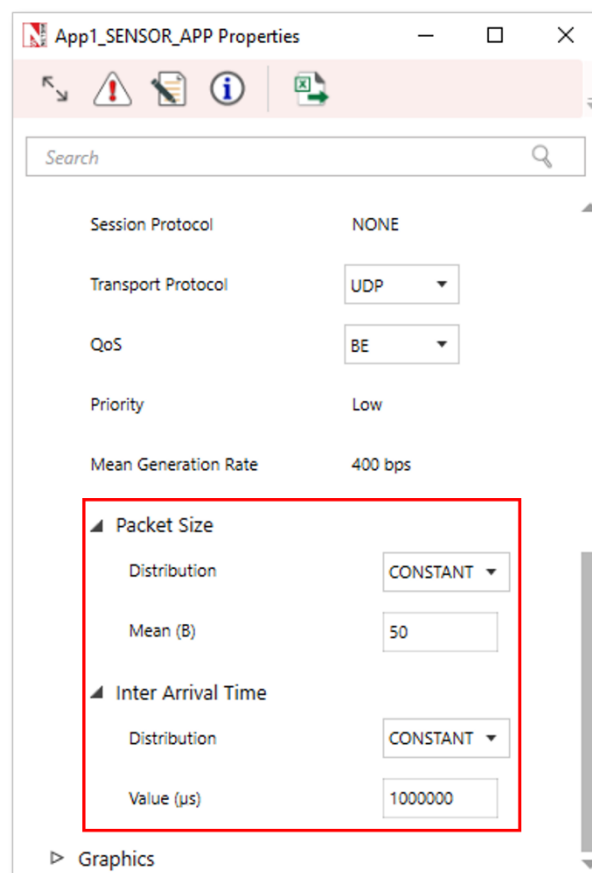 App1_SENSOR_APP Properties
Search
Session Protocol NONE
Transport Protocol UDP
QoS BE
Priority Low
Mean Generation Rate 400 bps
Packet Size
Distribution CONSTANT
Mean (B) 50
Inter Arrival Time
Distribution CONSTANT
Value (µs) 1000000
Graphics